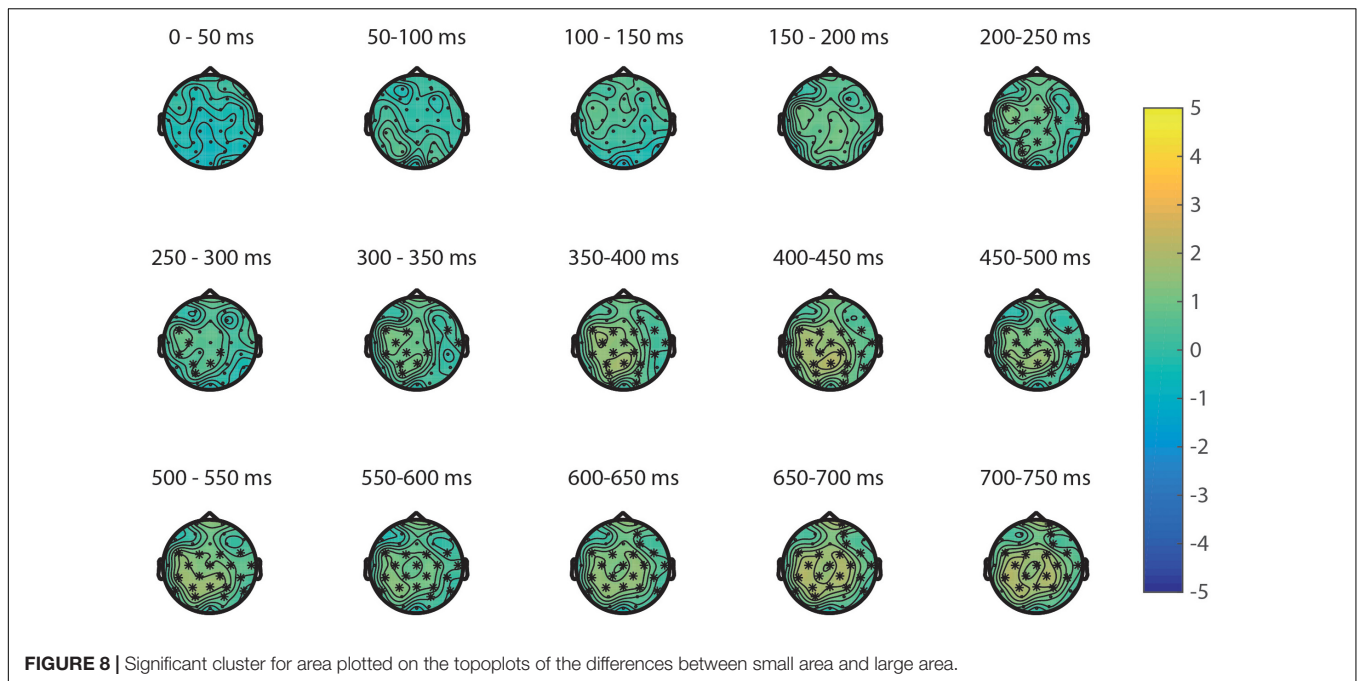 0 - 50 ms
50-100 ms
100 - 150 ms
150 - 200 ms
200-250 ms
250 - 300 ms
300 - 350 ms
350-400 ms
400-450 ms
450-500 ms
500 - 550 ms
550-600 ms
600-650 ms
650-700 ms
700-750 ms
5
4
3
2
1
0
-1
-2
-3
-4
-5
FIGURE 8 | Significant cluster for area plotted on the topoplots of the differences between small area and large area.